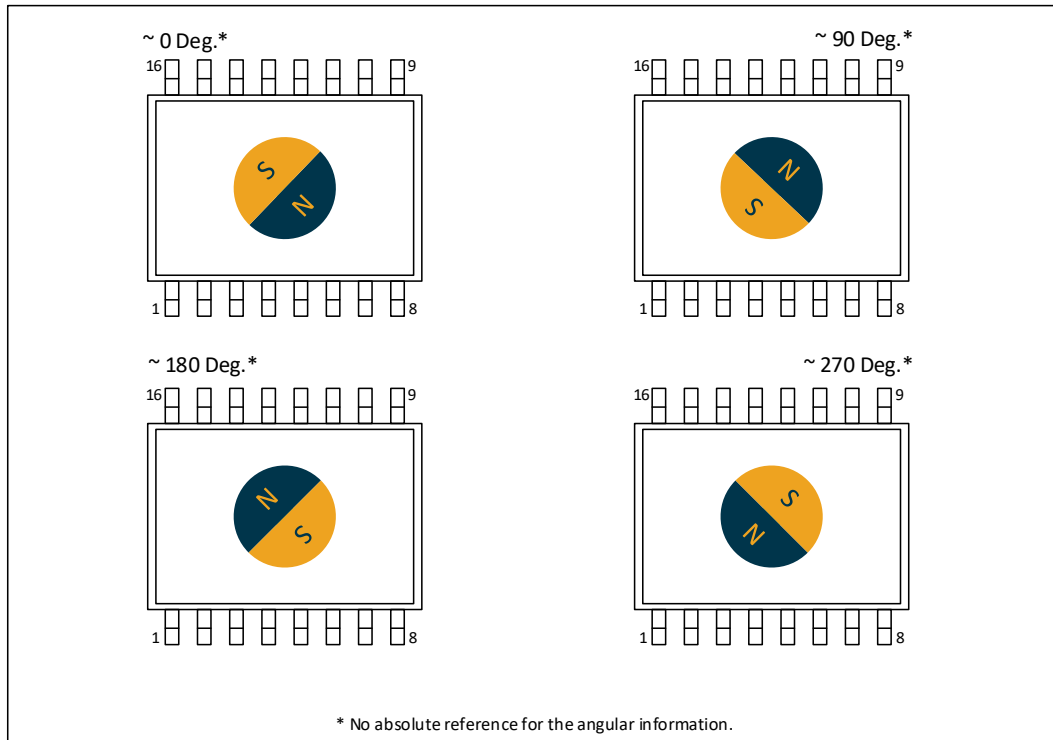 ~ 0 Deg.*
~ 90 Deg.*
16
9
16
9
S
N
N
S
1
8
1
8
~ 180 Deg.*
~ 270 Deg.*
16
9
16
9
N
S
S
N
1
8
1
8
* No absolute reference for the angular information.